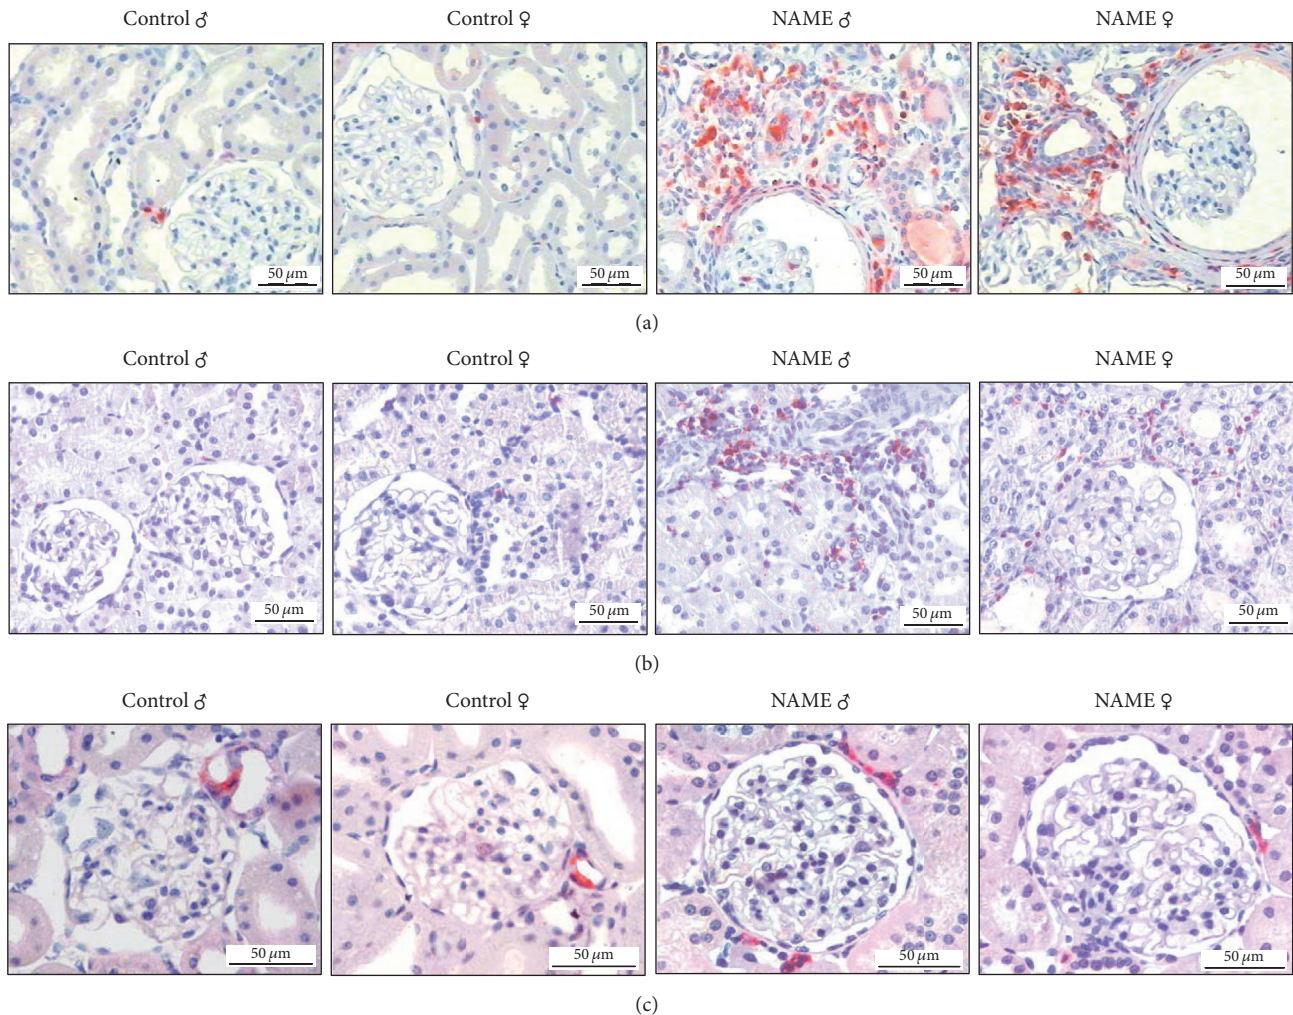 Control ♂ Control ♀ NAME ♂ NAME ♀
50 μm 50 μm 50 μm 50 μm
(a)
Control ♂ Control ♀ NAME ♂ NAME ♀
50 μm 50 μm 50 μm 50 μm
(b)
Control ♂ Control ♀ NAME ♂ NAME ♀
50 μm 50 μm 50 μm 50 μm
(c)